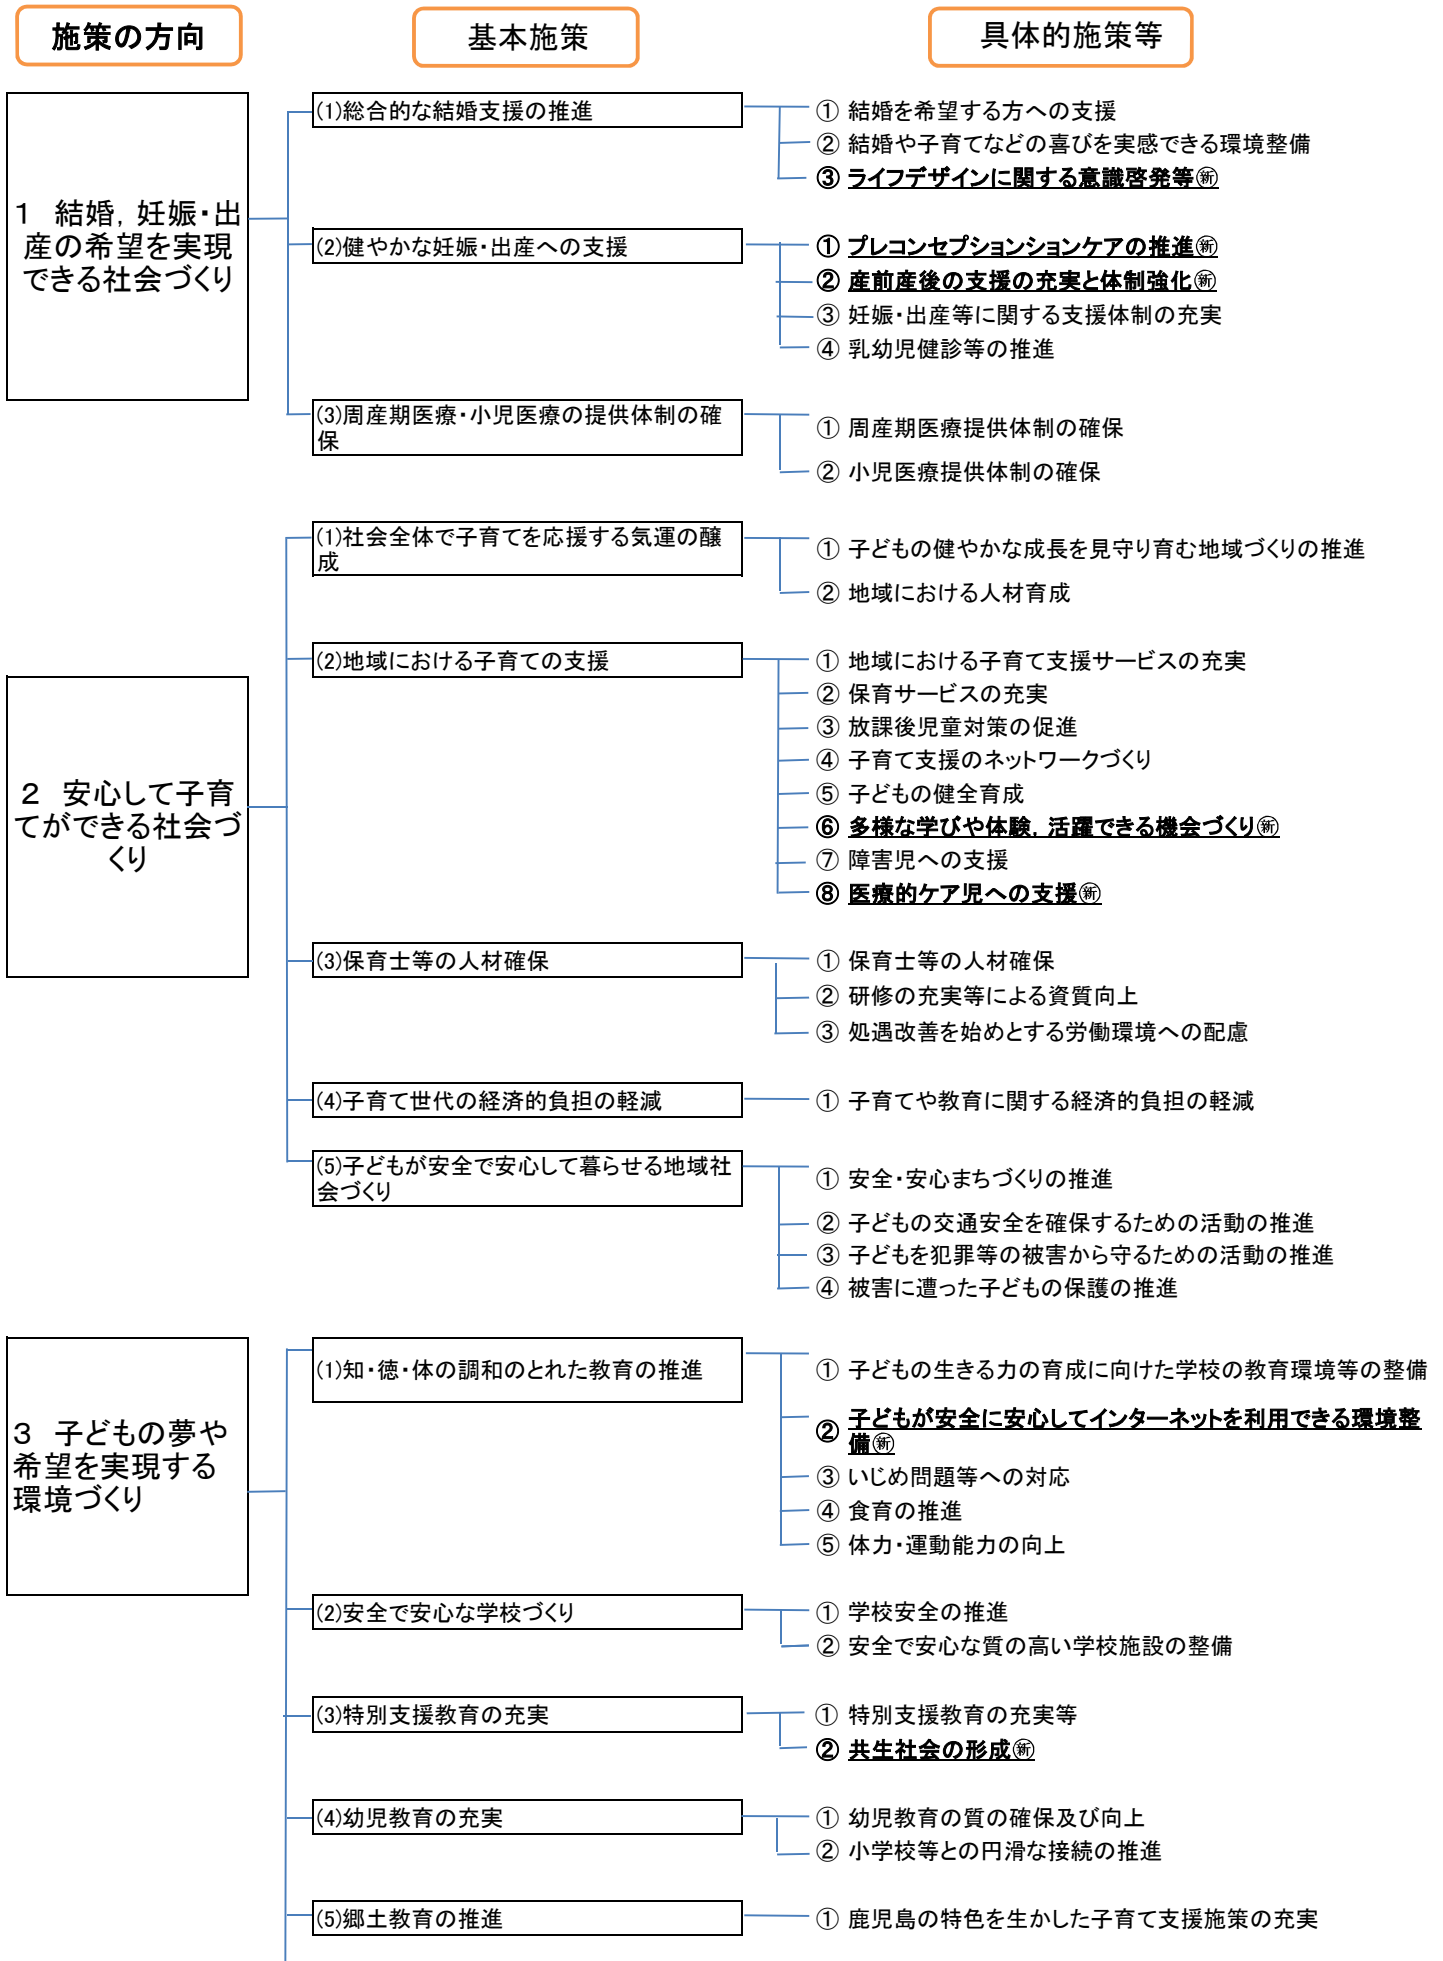 施策の方向
基本施策
具体的施策等
1　結婚，妊娠・出
産の希望を実現
できる社会づくり
(1)総合的な結婚支援の推進
① 結婚を希望する方への支援
② 結婚や子育てなどの喜びを実感できる環境整備
③ ライフデザインに関する意識啓発等㊟新
(2)健やかな妊娠・出産への支援
① プレコンセプションションケアの推進新
② 産前産後の支援の充実と体制強化新
③ 妊娠・出産等に関する支援体制の充実
④ 乳幼児健診等の推進
(3)周産期医療・小児医療の提供体制の確
保
① 周産期医療提供体制の確保
② 小児医療提供体制の確保
2　安心して子育
てができる社会づ
くり
(1)社会全体で子育てを応援する気運の醸
成
① 子どもの健やかな成長を見守り育む地域づくりの推進
② 地域における人材育成
(2)地域における子育ての支援
① 地域における子育て支援サービスの充実
② 保育サービスの充実
③ 放課後児童対策の促進
④ 子育て支援のネットワークづくり
⑤ 子どもの健全育成
⑥ 多様な学びや体験，活躍できる機会づくり新
⑦ 障害児への支援
⑧ 医療的ケア児への支援新
(3)保育士等の人材確保
① 保育士等の人材確保
② 研修の充実等による資質向上
③ 処遇改善を始めとする労働環境への配慮
(4)子育て世代の経済的負担の軽減
① 子育てや教育に関する経済的負担の軽減
(5)子どもが安全で安心して暮らせる地域社
会づくり
① 安全・安心まちづくりの推進
② 子どもの交通安全を確保するための活動の推進
③ 子どもを犯罪等の被害から守るための活動の推進
④ 被害に遭った子どもの保護の推進
3　子どもの夢や
希望を実現する
環境づくり
(1)知・徳・体の調和のとれた教育の推進
① 子どもの生きる力の育成に向けた学校の教育環境等の整備
② 子どもが安全に安心してインターネットを利用できる環境整
備新
③ いじめ問題等への対応
④ 食育の推進
⑤ 体力・運動能力の向上
(2)安全で安心な学校づくり
① 学校安全の推進
② 安全で安心な質の高い学校施設の整備
(3)特別支援教育の充実
① 特別支援教育の充実等
② 共生社会の形成新
(4)幼児教育の充実
① 幼児教育の質の確保及び向上
② 小学校等との円滑な接続の推進
(5)郷土教育の推進
① 鹿児島の特色を生かした子育て支援施策の充実